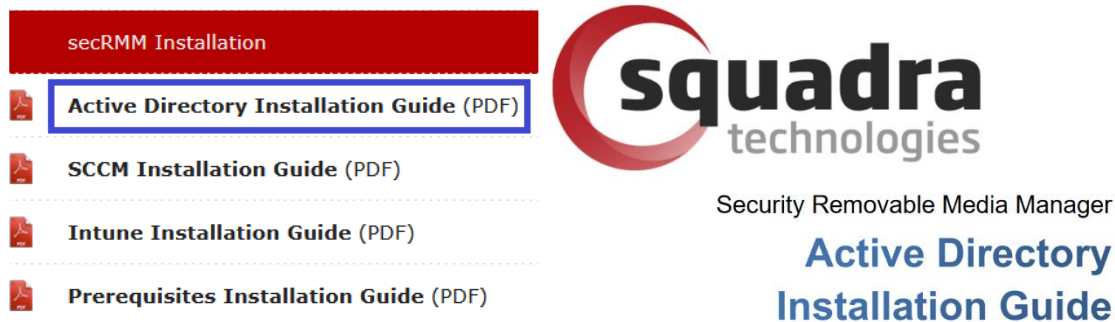 secRMM Installation
Active Directory Installation Guide (PDF)
SCCM Installation Guide (PDF)
Intune Installation Guide (PDF)
Prerequisites Installation Guide (PDF)
squadra
technologies
Security Removable Media Manager
Active Directory
Installation Guide